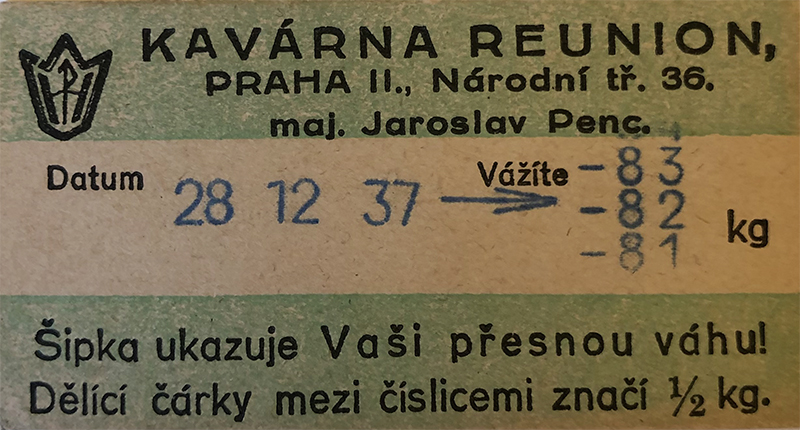 KAVÁRNA REUNION,
PRAHA II., Národní tř. 36.
maj. Jaroslav Penc.
Datum 28 12 37 → Vážíte
-83
-82 kg
-81
Šipka ukazuje Vaši přesnou váhu!
Dělící čárky mezi číslicemi značí ½ kg.